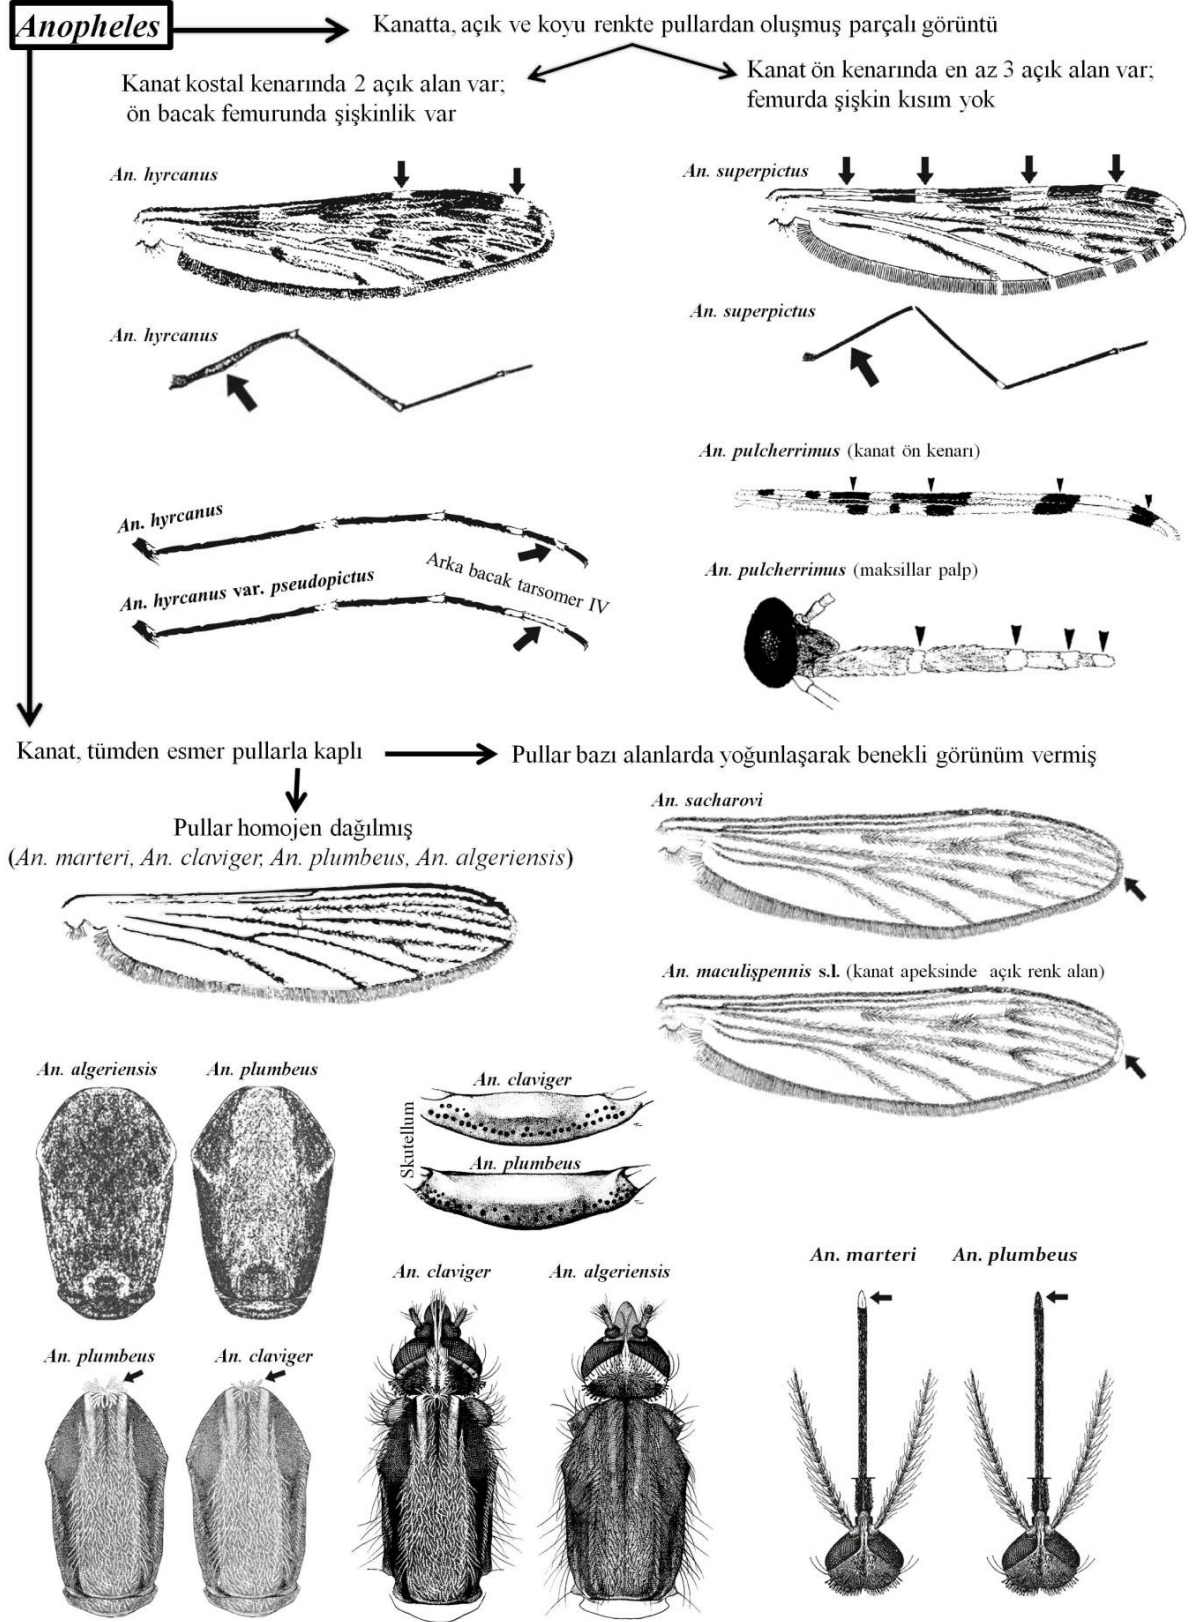 Anopheles
Kanatta, açık ve koyu renkte pullardan oluşmuş parçalı görüntü
Kanat kostal kenarında 2 açık alan var;
ön bacak femurunda şişkinlik var
Kanat ön kenarında en az 3 açık alan var;
femurda şişkin kısım yok
An. hyrcanus
An. superpictus
An. hyrcanus
An. superpictus
An. pulcherrimus (kanat ön kenarı)
An. hyrcanus
An. hyrcanus var. pseudopictus
Arka bacak tarsomer IV
An. pulcherrimus (maksillar palp)
Kanat, tümden esmer pullarla kaplı
Pullar bazı alanlarda yoğunlaşarak benekli görünüm vermiş
Pullar homojen dağılmış
(An. marteri, An. claviger, An. plumbeus, An. algeriensis)
An. sacharovi
An. maculişpennis s.l. (kanat apeksinde açık renk alan)
An. algeriensis
An. plumbeus
Skutellum
An. claviger
An. plumbeus
An. plumbeus
An. claviger
An. claviger
An. algeriensis
An. marteri
An. plumbeus